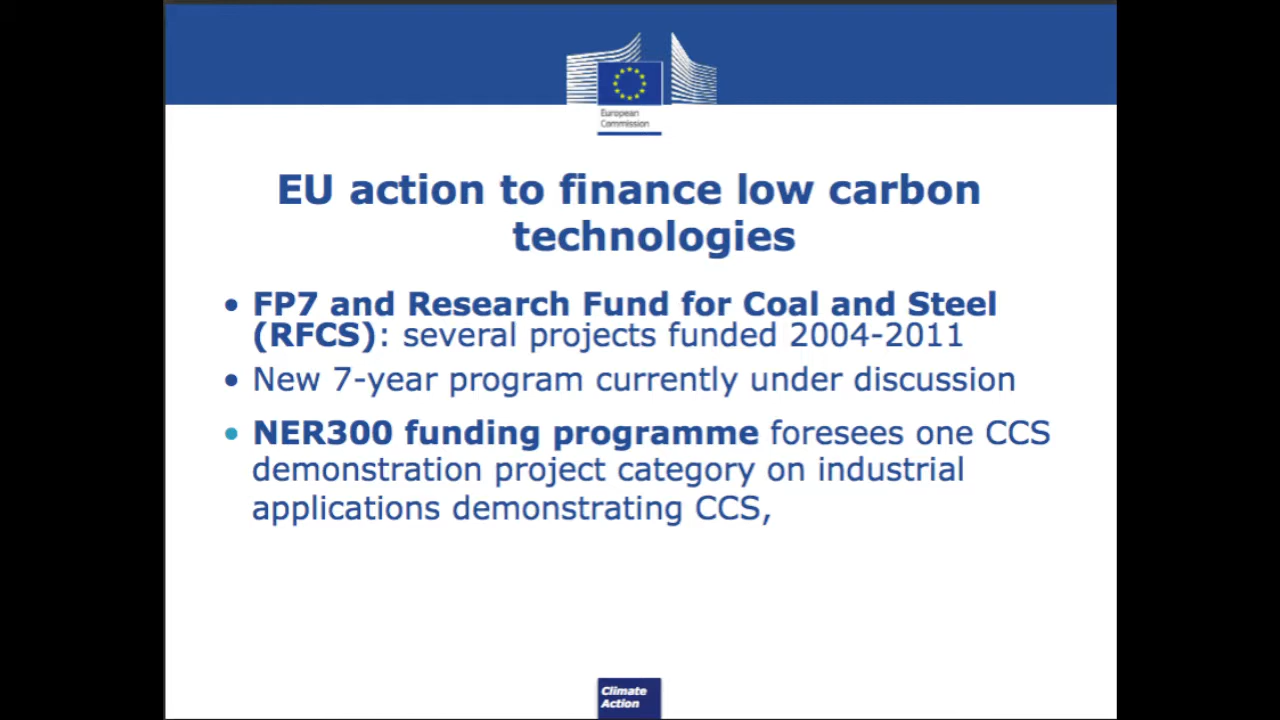 European
Commission
EU action to finance low carbon
technologies
• FP7 and Research Fund for Coal and Steel
(RFCS): several projects funded 2004-2011
• New 7-year program currently under discussion
• NER300 funding programme foresees one CCS
demonstration project category on industrial
applications demonstrating CCS,
Climate
Action